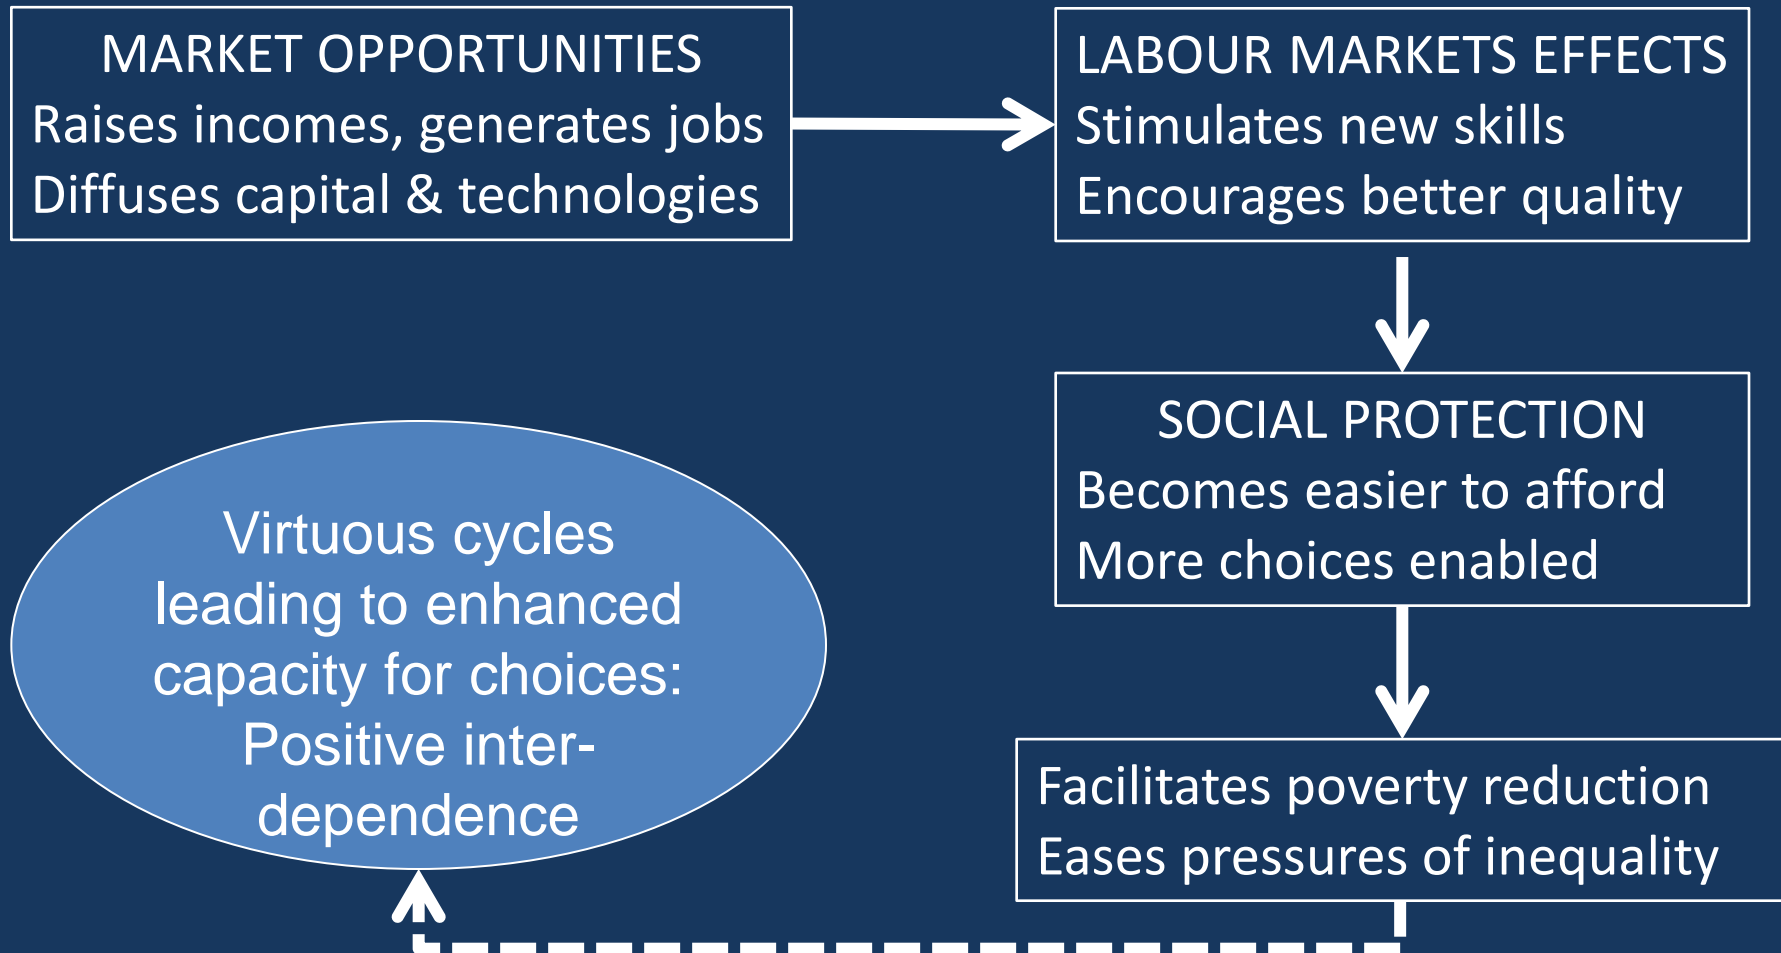 MARKET OPPORTUNITIES
Raises incomes, generates jobs
Diffuses capital & technologies
LABOUR MARKETS EFFECTS
Stimulates new skills
Encourages better quality
SOCIAL PROTECTION
Becomes easier to afford
More choices enabled
Facilitates poverty reduction
Eases pressures of inequality
Virtuous cycles
leading to enhanced
capacity for choices:
Positive inter-
dependence